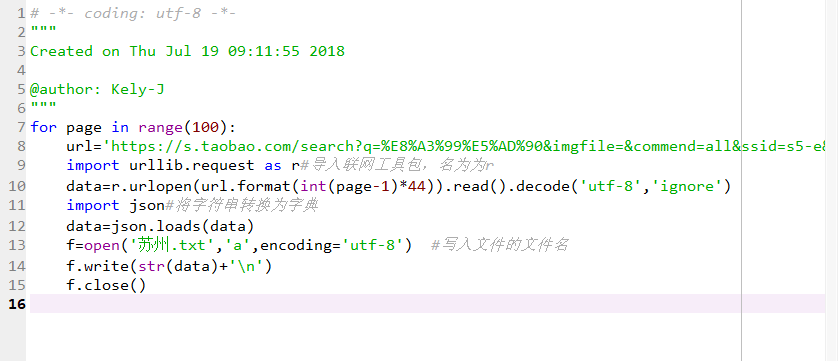 1 # -*- coding: utf-8 -*-
2 """
3 Created on Thu Jul 19 09:11:55 2018
4
5 @author: Kely-J
6 """
7 for page in range(100):
8     url='https://s.taobao.com/search?q=%E8%A3%99%E5%AD%90&imgfile=&commend=all&ssid=s5-e&
9     import urllib.request as r#导入联网工具包，名为为r
10     data=r.urlopen(url.format(int(page-1)*44)).read().decode('utf-8','ignore')
11     import json#将字符串转换为字典
12     data=json.loads(data)
13     f=open('苏州.txt','a',encoding='utf-8')  #写入文件的文件名
14     f.write(str(data)+'\n')
15     f.close()
16